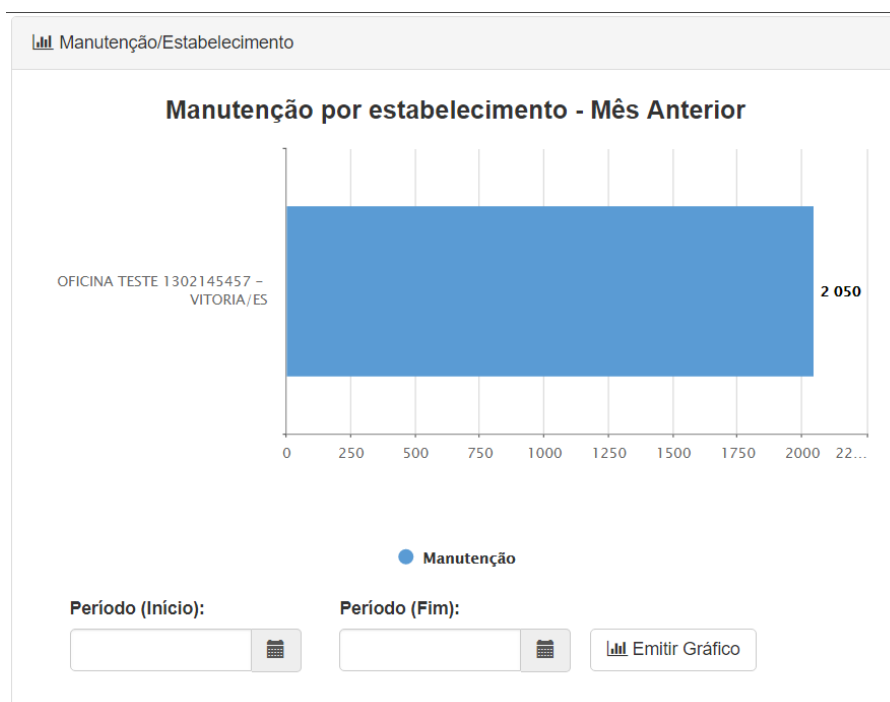 Manutenção/Estabelecimento
Manutenção por estabelecimento - Mês Anterior
OFICINA TESTE 1302145457 –
VITORIA/ES
2 050
0 250 500 750 1000 1250 1500 1750 2000 22...
Manutenção
Período (Início): Período (Fim):
Emitir Gráfico